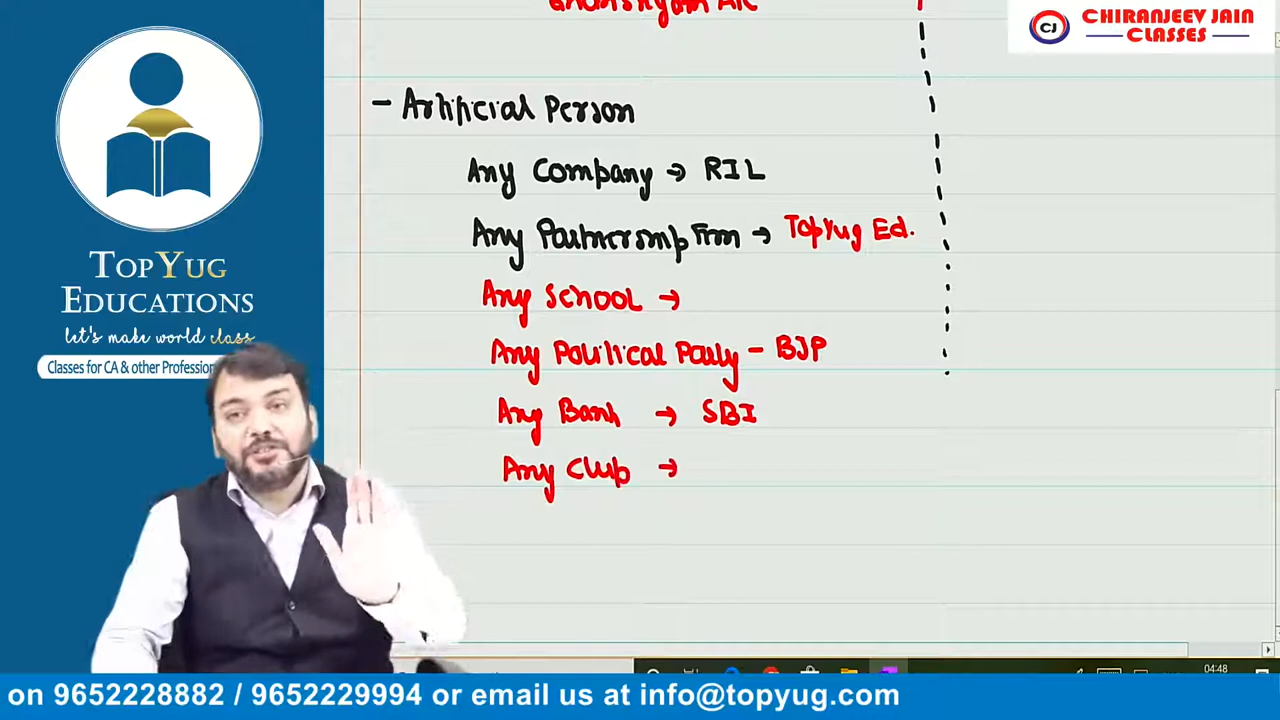 CHIRANJEEV JAIN
CLASSES
CJ
- Artificial Person
Any Company → RIL
Any Partnership Firm → TopYug Ed.
Any School →
Any Political Party - BJP
Any Bank → SBI
Any Club →
TOPYUG
EDUCATIONS
let's make world class
Classes for CA & other Profession
04:48
on 9652228882 / 9652229994 or email us at info@topyug.com